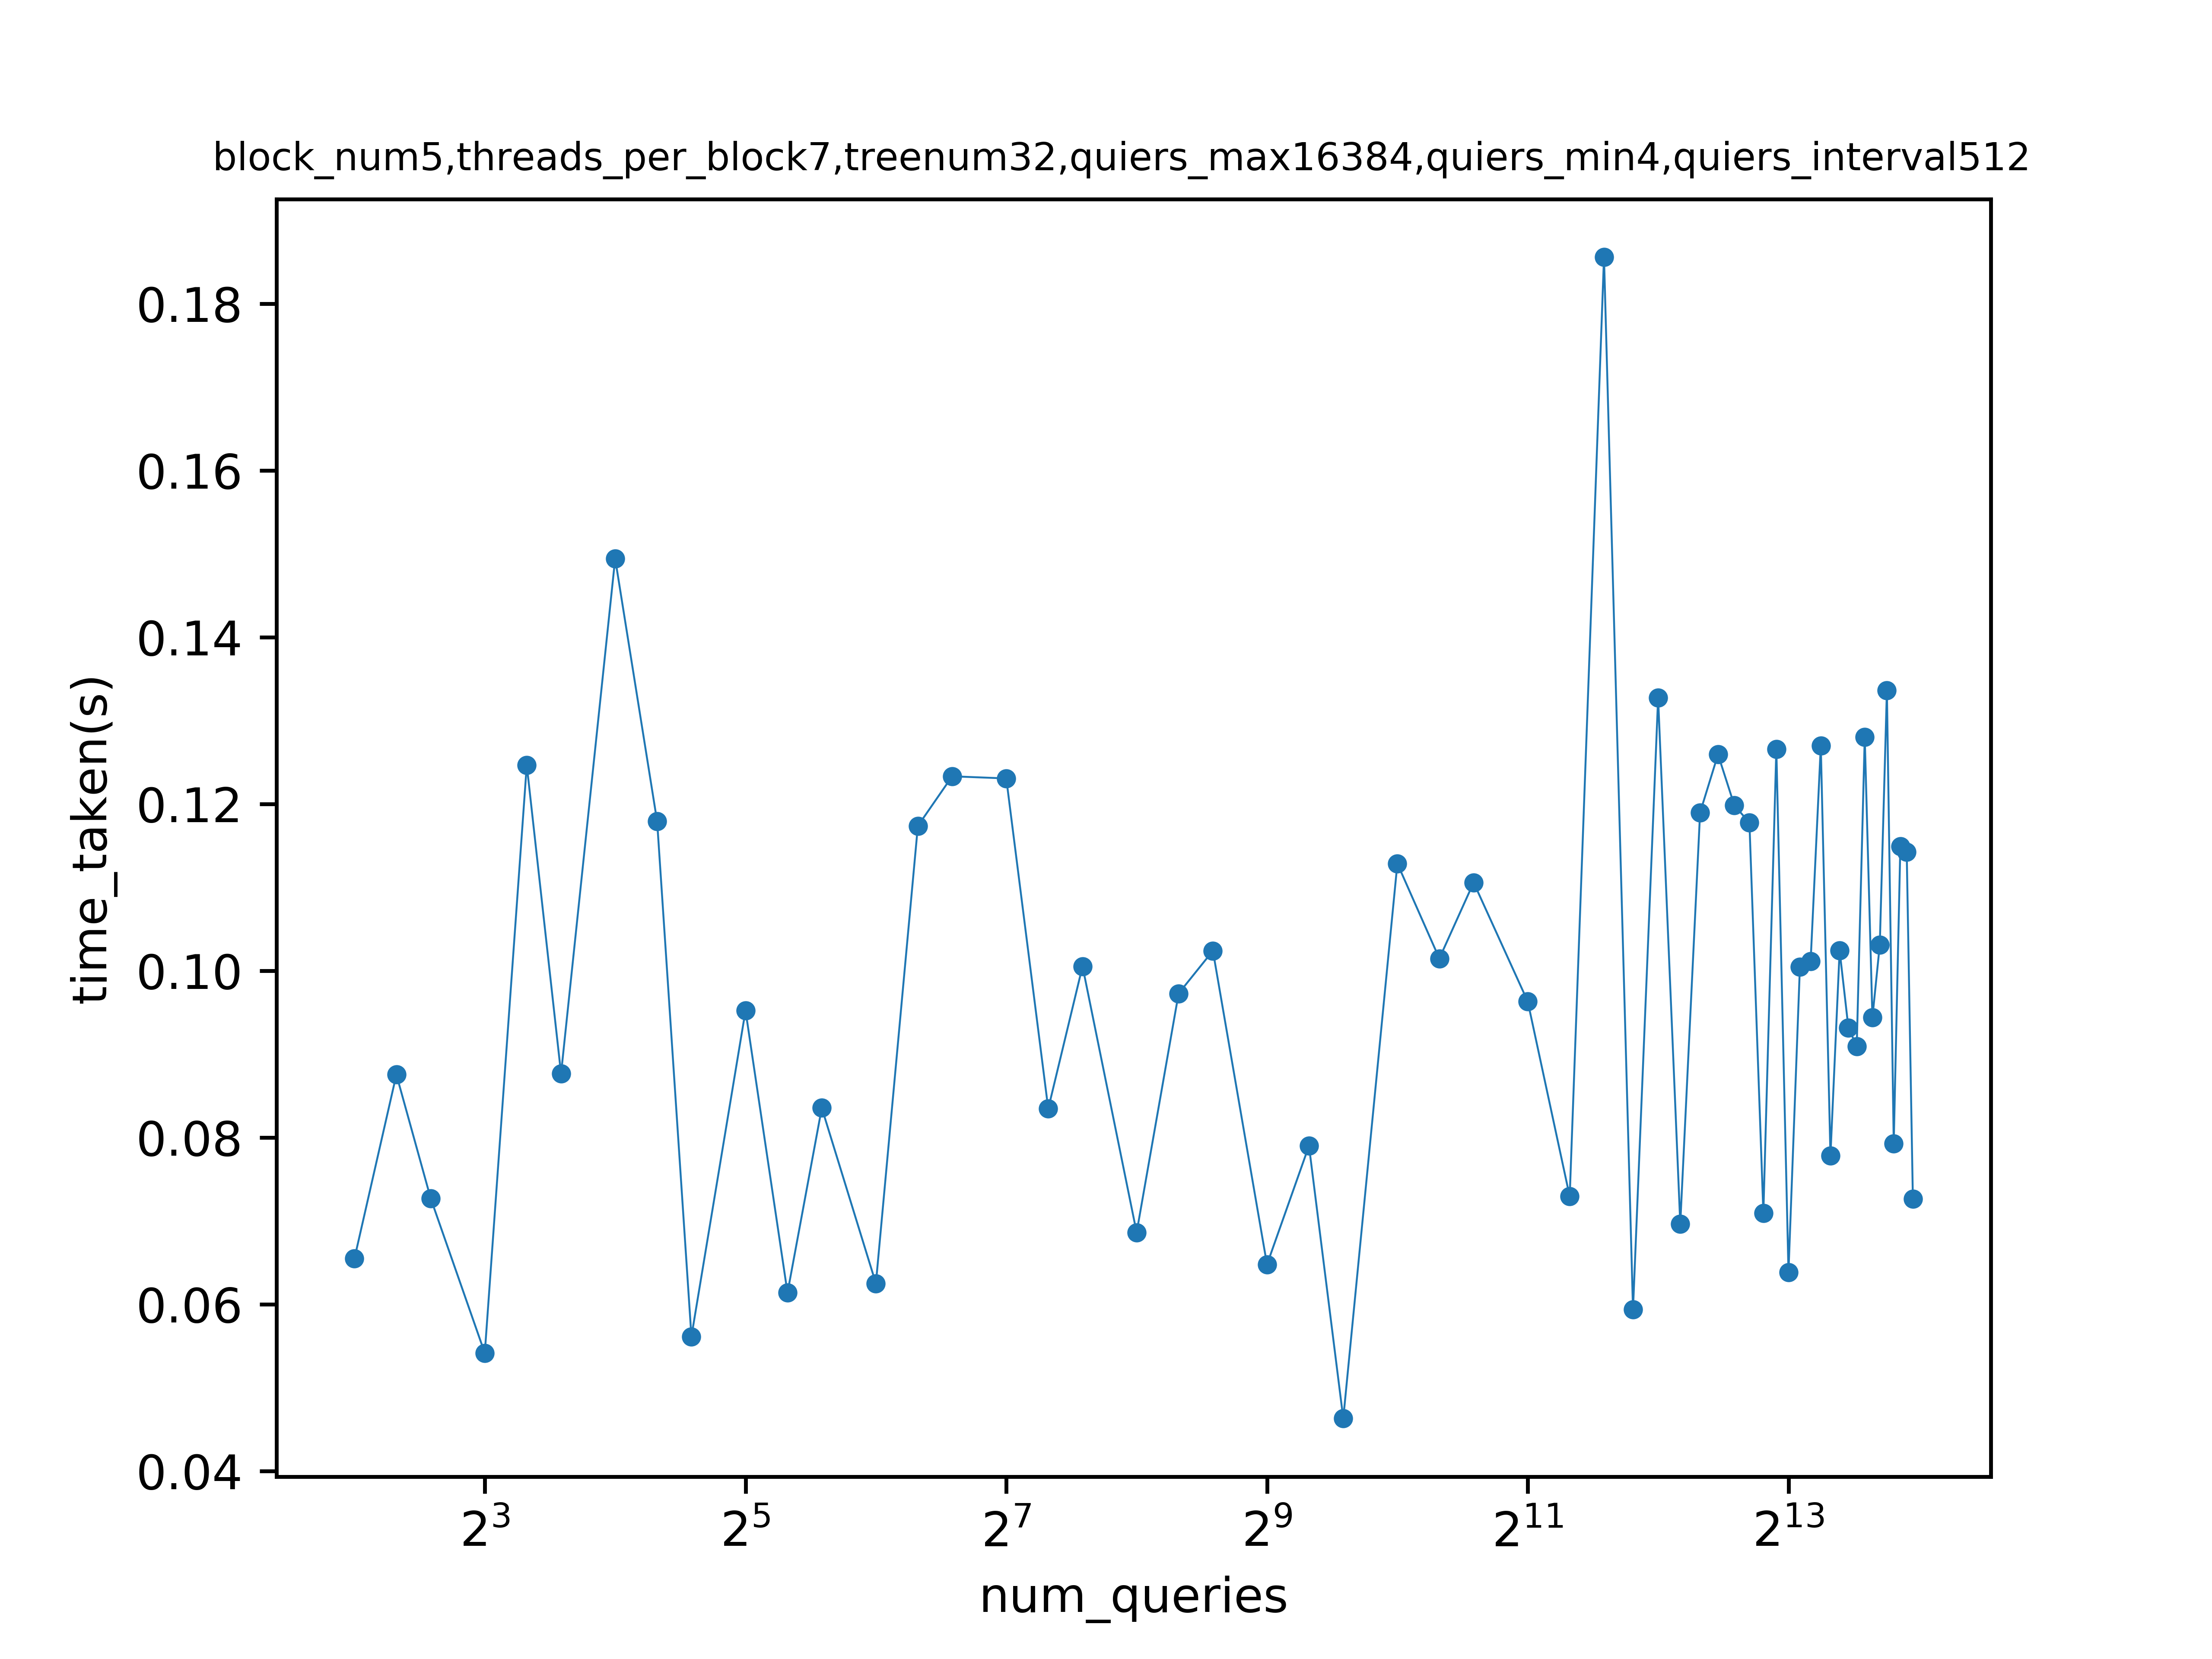 block_num5,threads_per_block7,treenum32,quiers_max16384,quiers_min4,quiers_interval512
0.18
0.16
0.14
0.12
0.10
0.08
0.06
0.04
time_taken(s)
2^3 2^5 2^7 2^9 2^11 2^13
num_queries